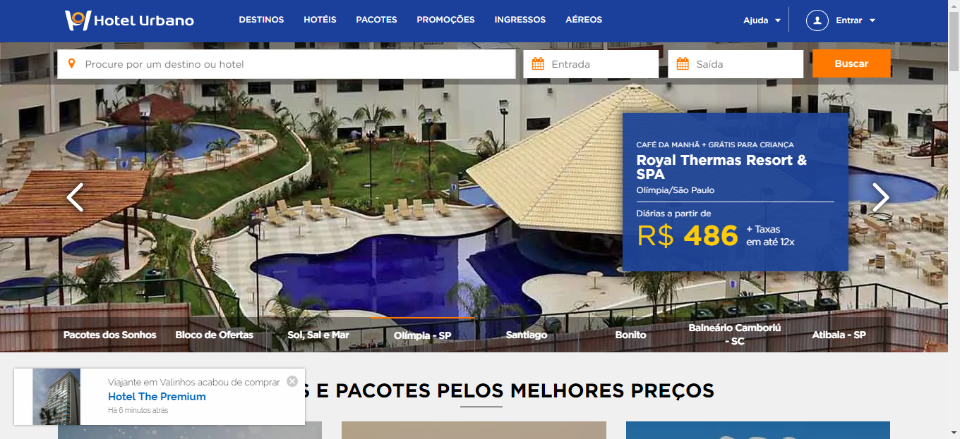 Hotel Urbano
DESTINOS HOTÉIS PACOTES PROMOÇÕES INGRESSOS AÉREOS
Ajuda Entrar
Procure por um destino ou hotel
Entrada
Saída
Buscar
CAFÉ DA MANHÃ + GRÁTIS PARA CRIANÇA
Royal Thermas Resort &
SPA
Olímpia/São Paulo
Diárias a partir de
R$ 486 + Taxas
em até 12x
Pacotes dos Sonhos
Bloco de Ofertas
Sol, Sal e Mar
Olímpia - SP
Santiago
Bonito
Balneário Camboriú
- SC
Atibaia - SP
Viajante em Valinhos acabou de comprar
Hotel The Premium
Há 6 minutos atrás
S E PACOTES PELOS MELHORES PREÇOS